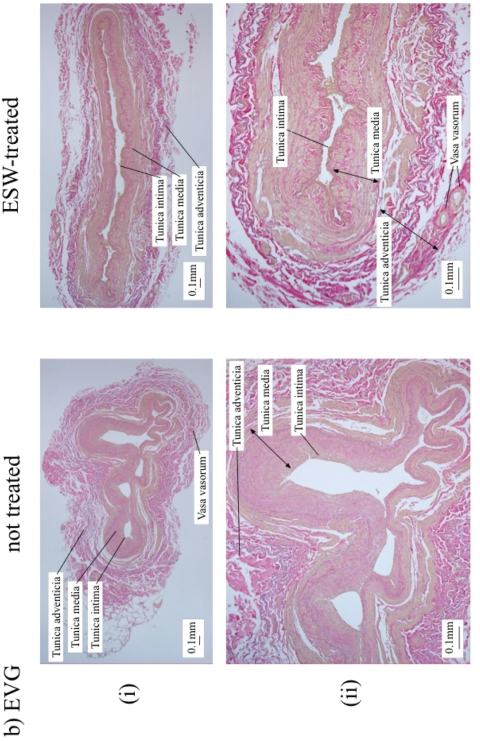 b) EVG
not treated
ESW-treated
(i)
Tunica adventicia
Tunica media
Tunica intima
Vasa vasorum
0.1mm
Tunica intima
Tunica media
Tunica adventicia
0.1mm
(ii)
Tunica adventicia
Tunica media
Tunica intima
0.1mm
Tunica intima
Tunica media
Tunica adventicia
Vasa vasorum
0.1mm